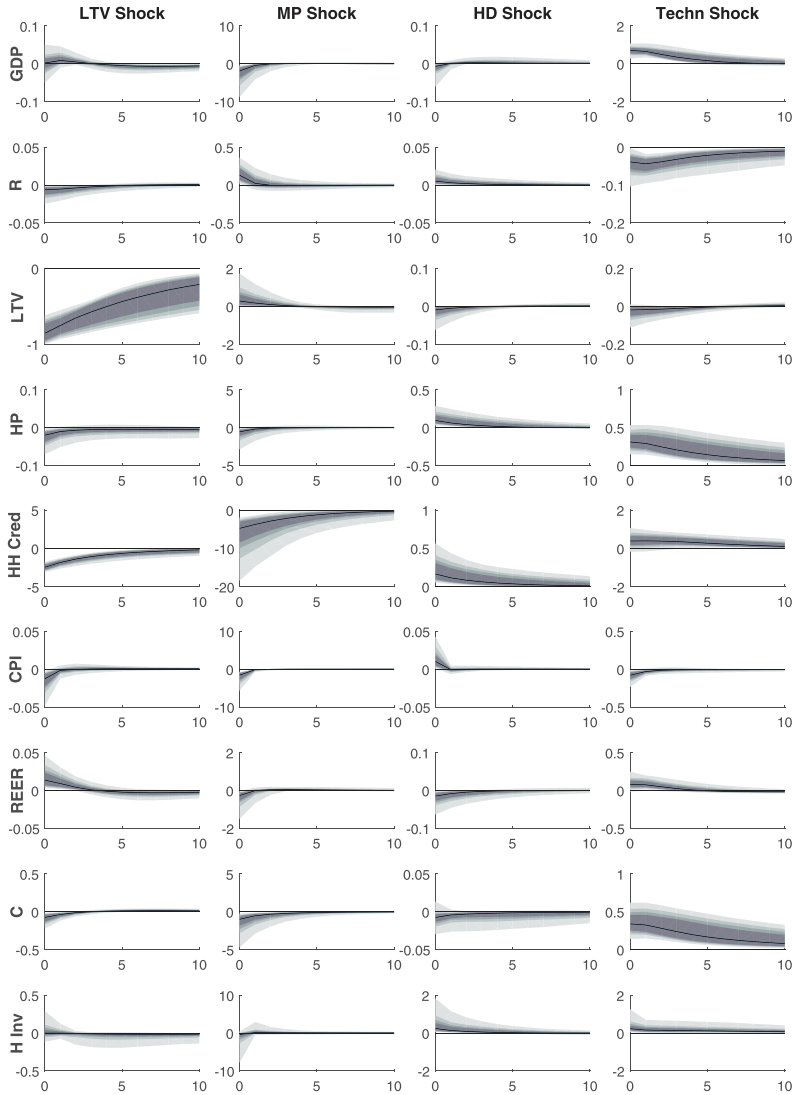 LTV Shock MP Shock HD Shock Techn Shock
0.1 10 0.1 2
GDP 0 0 0 0
-0.1 -10 -0.1 -2
0 5 10 0 5 10 0 5 10 0 5 10
0.05 0.5 0.05 0
R 0 0 0 -0.1
-0.05 -0.5 -0.05 -0.2
0 5 10 0 5 10 0 5 10 0 5 10
0 2 0.1 0.2
LTV 0 0 0
-1 -2 -0.1 -0.2
0 5 10 0 5 10 0 5 10 0 5 10
0.1 5 0.5 1
HP 0 0 0 0.5
-0.1 -5 -0.5 0
0 5 10 0 5 10 0 5 10 0 5 10
5 0 1 2
HH Cred 0 -10 0.5 0
-5 -20 0 -2
0 5 10 0 5 10 0 5 10 0 5 10
0.05 10 0.05 0.5
CPI 0 0 0 0
-0.05 -10 -0.05 -0.5
0 5 10 0 5 10 0 5 10 0 5 10
0.05 2 0.1 0.5
REER 0 0 0 0
-0.05 -2 -0.1 -0.5
0 5 10 0 5 10 0 5 10 0 5 10
0.5 5 0.05 1
C 0 0 0 0.5
-0.5 -5 -0.05 0
0 5 10 0 5 10 0 5 10 0 5 10
0.5 10 2 2
H Inv 0 0 0 0
-0.5 -10 -2 -2
0 5 10 0 5 10 0 5 10 0 5 10